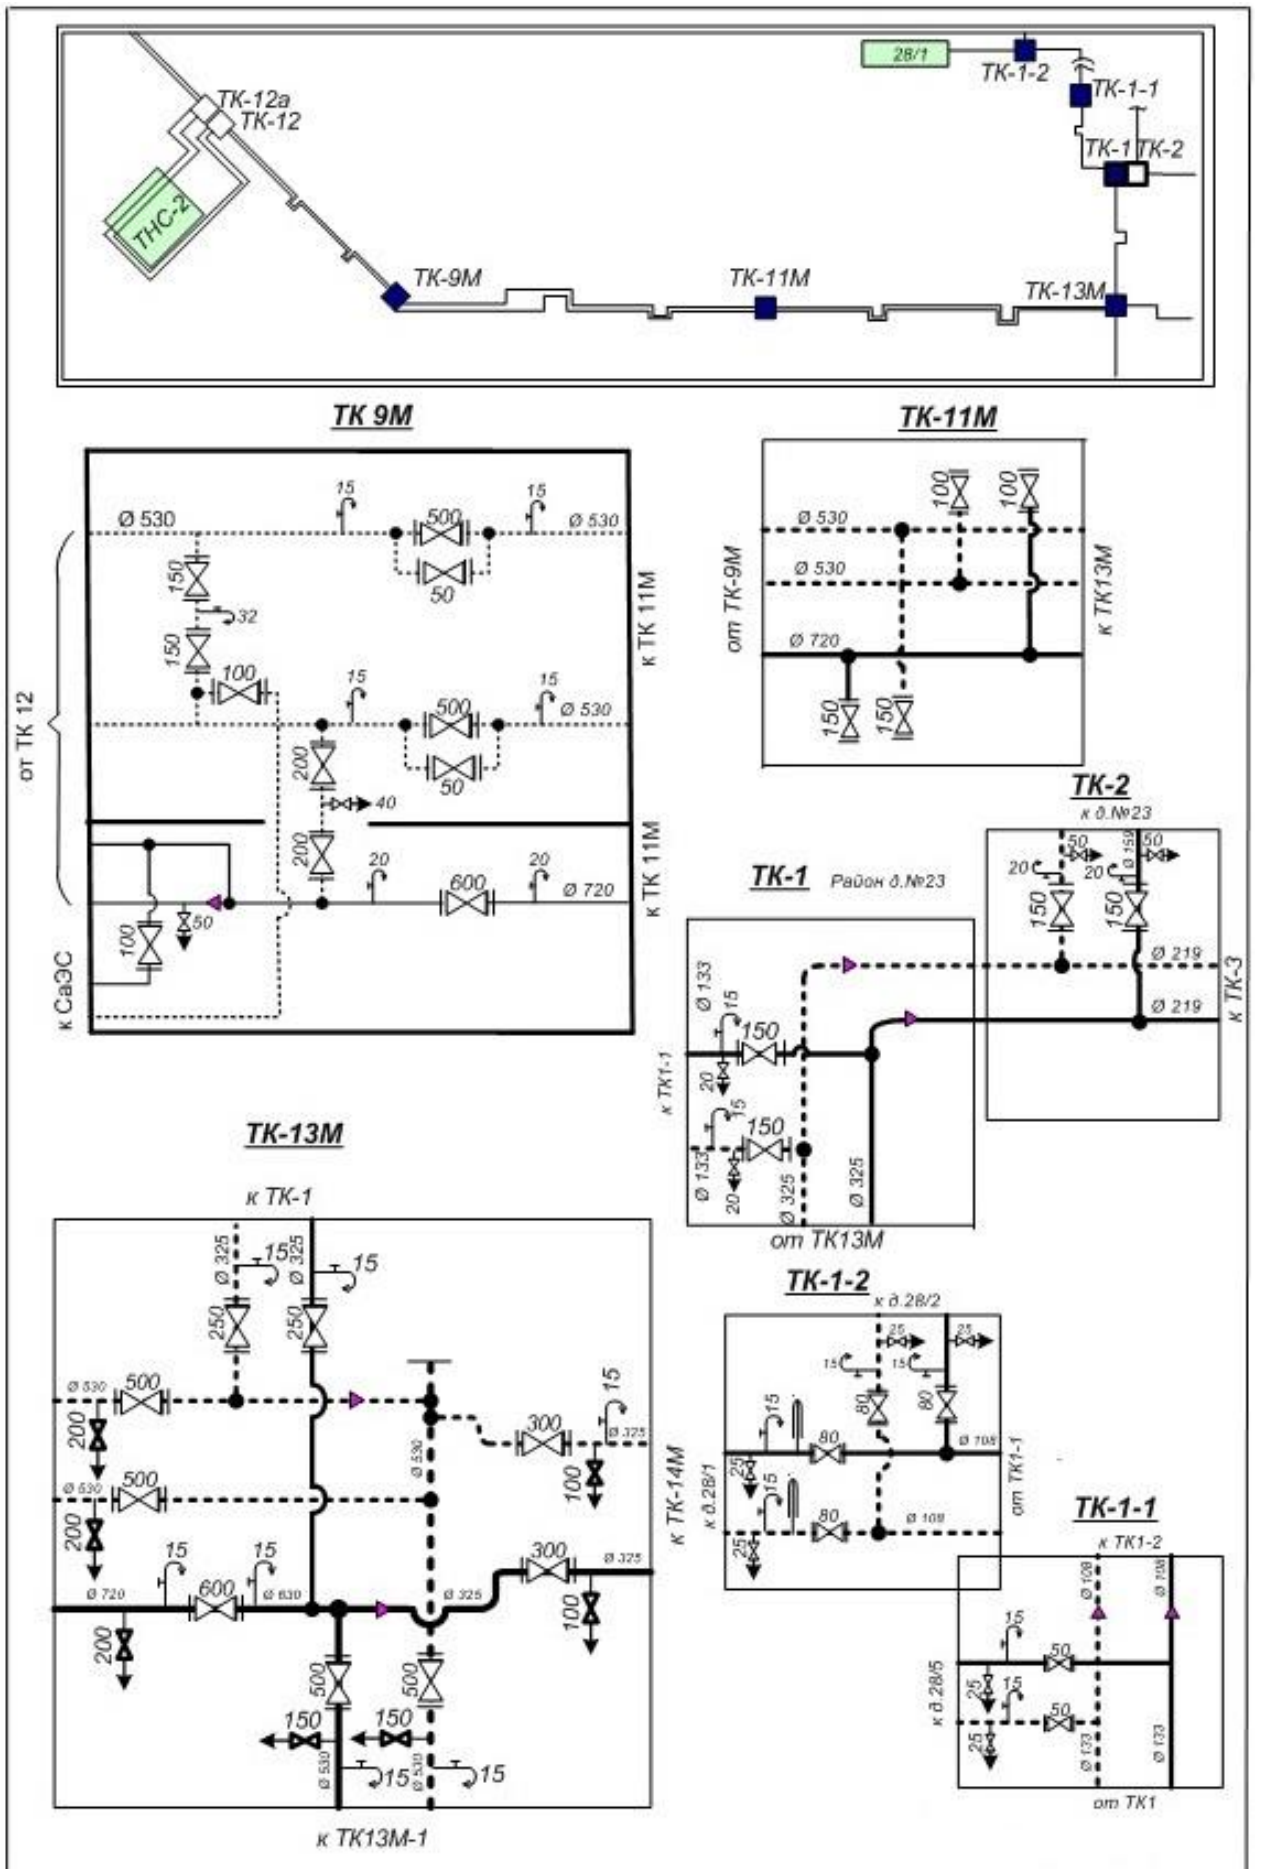 28/1
ТК-1-2
ТК-1-1
ТК-12а
ТК-12
ТК-1 ТК-2
ТНС-2
ТК-9М
ТК-11М
ТК-13М
ТК 9М
Ø 530
15
500
15
Ø 530
50
150
32
150
100
15
500
15
Ø 530
50
200
40
200
20
600
20
Ø 720
50
100
от ТК 12
к СаЭС
к ТК 11М
к ТК 11М
ТК-11М
100
100
Ø 530
Ø 530
Ø 720
150
150
от ТК-9М
к ТК13М
ТК-2
к д.№23
50
Ø 159
50
20
20
150
150
Ø 219
Ø 219
к ТК-3
ТК-1
Район д.№23
Ø 133
15
150
20
15
150
Ø 133
20
Ø 325
Ø 325
к ТК1-1
от ТК13М
ТК-13М
к ТК-1
Ø 325
15
Ø 325
15
250
250
Ø 530
500
200
Ø 530
500
200
Ø 530
300
15
Ø 325
100
15
15
Ø 720
600
Ø 630
Ø 325
300
Ø 325
200
100
500
500
150
150
Ø 530
15
Ø 530
15
к ТК-14М
к ТК13М-1
ТК-1-2
к д.28/2
25
25
15
15
80
80
15
80
Ø 108
25
15
80
Ø 108
25
к д.28/1
от ТК1-1
ТК-1-1
к ТК1-2
Ø 108
Ø 108
15
50
25
15
50
25
Ø 133
Ø 133
к д.28/5
от ТК1